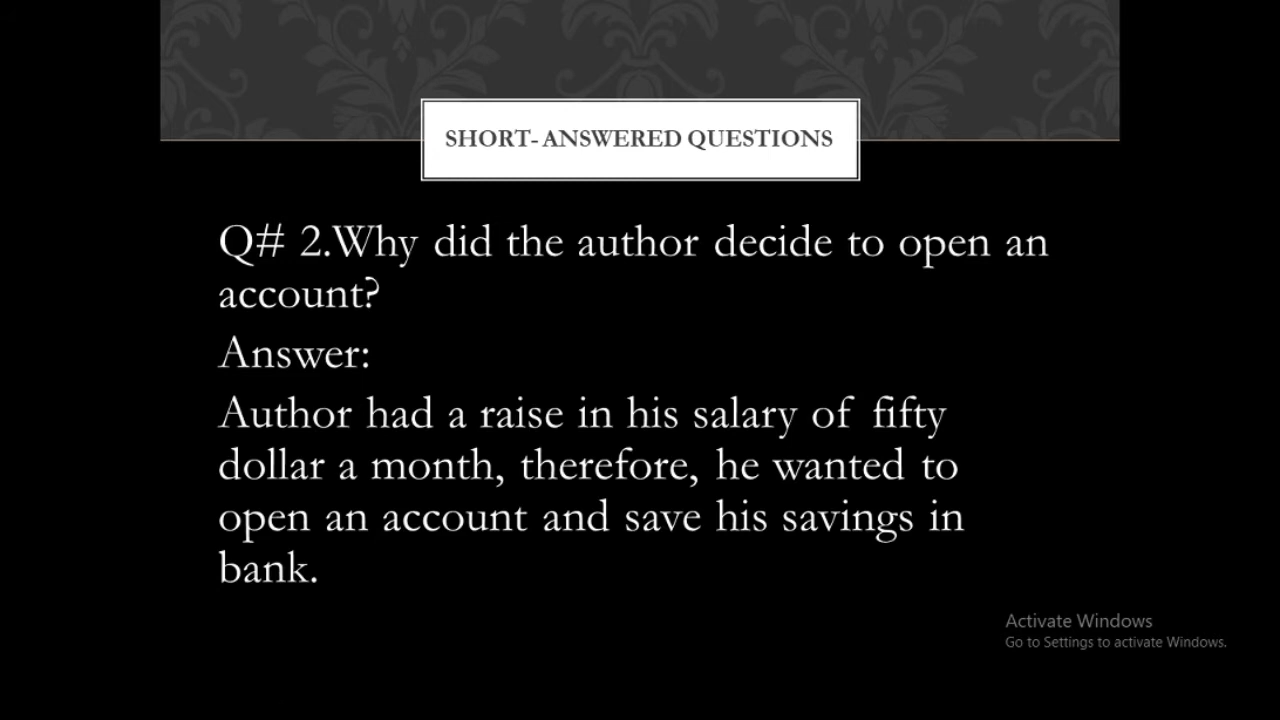 SHORT- ANSWERED QUESTIONS
Q# 2.Why did the author decide to open an
account?
Answer:
Author had a raise in his salary of fifty
dollar a month, therefore, he wanted to
open an account and save his savings in
bank.
Activate Windows
Go to Settings to activate Windows.